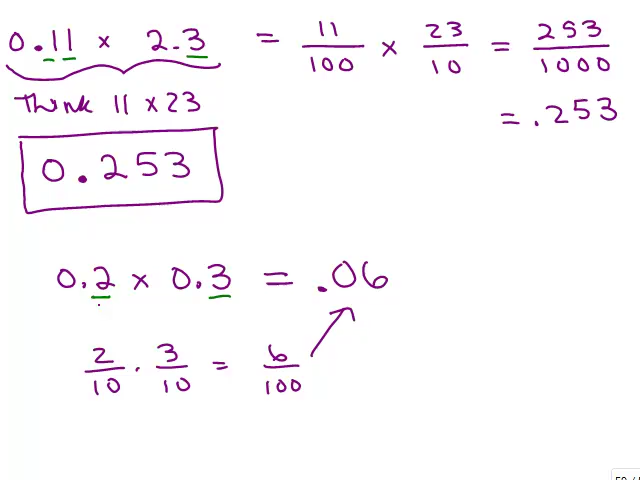 0.11 × 2.3 = 11/100 × 23/10 = 253/1000
Think 11 × 23
= .253
0.253
0.2 × 0.3 = .06
2/10 · 3/10 = 6/100